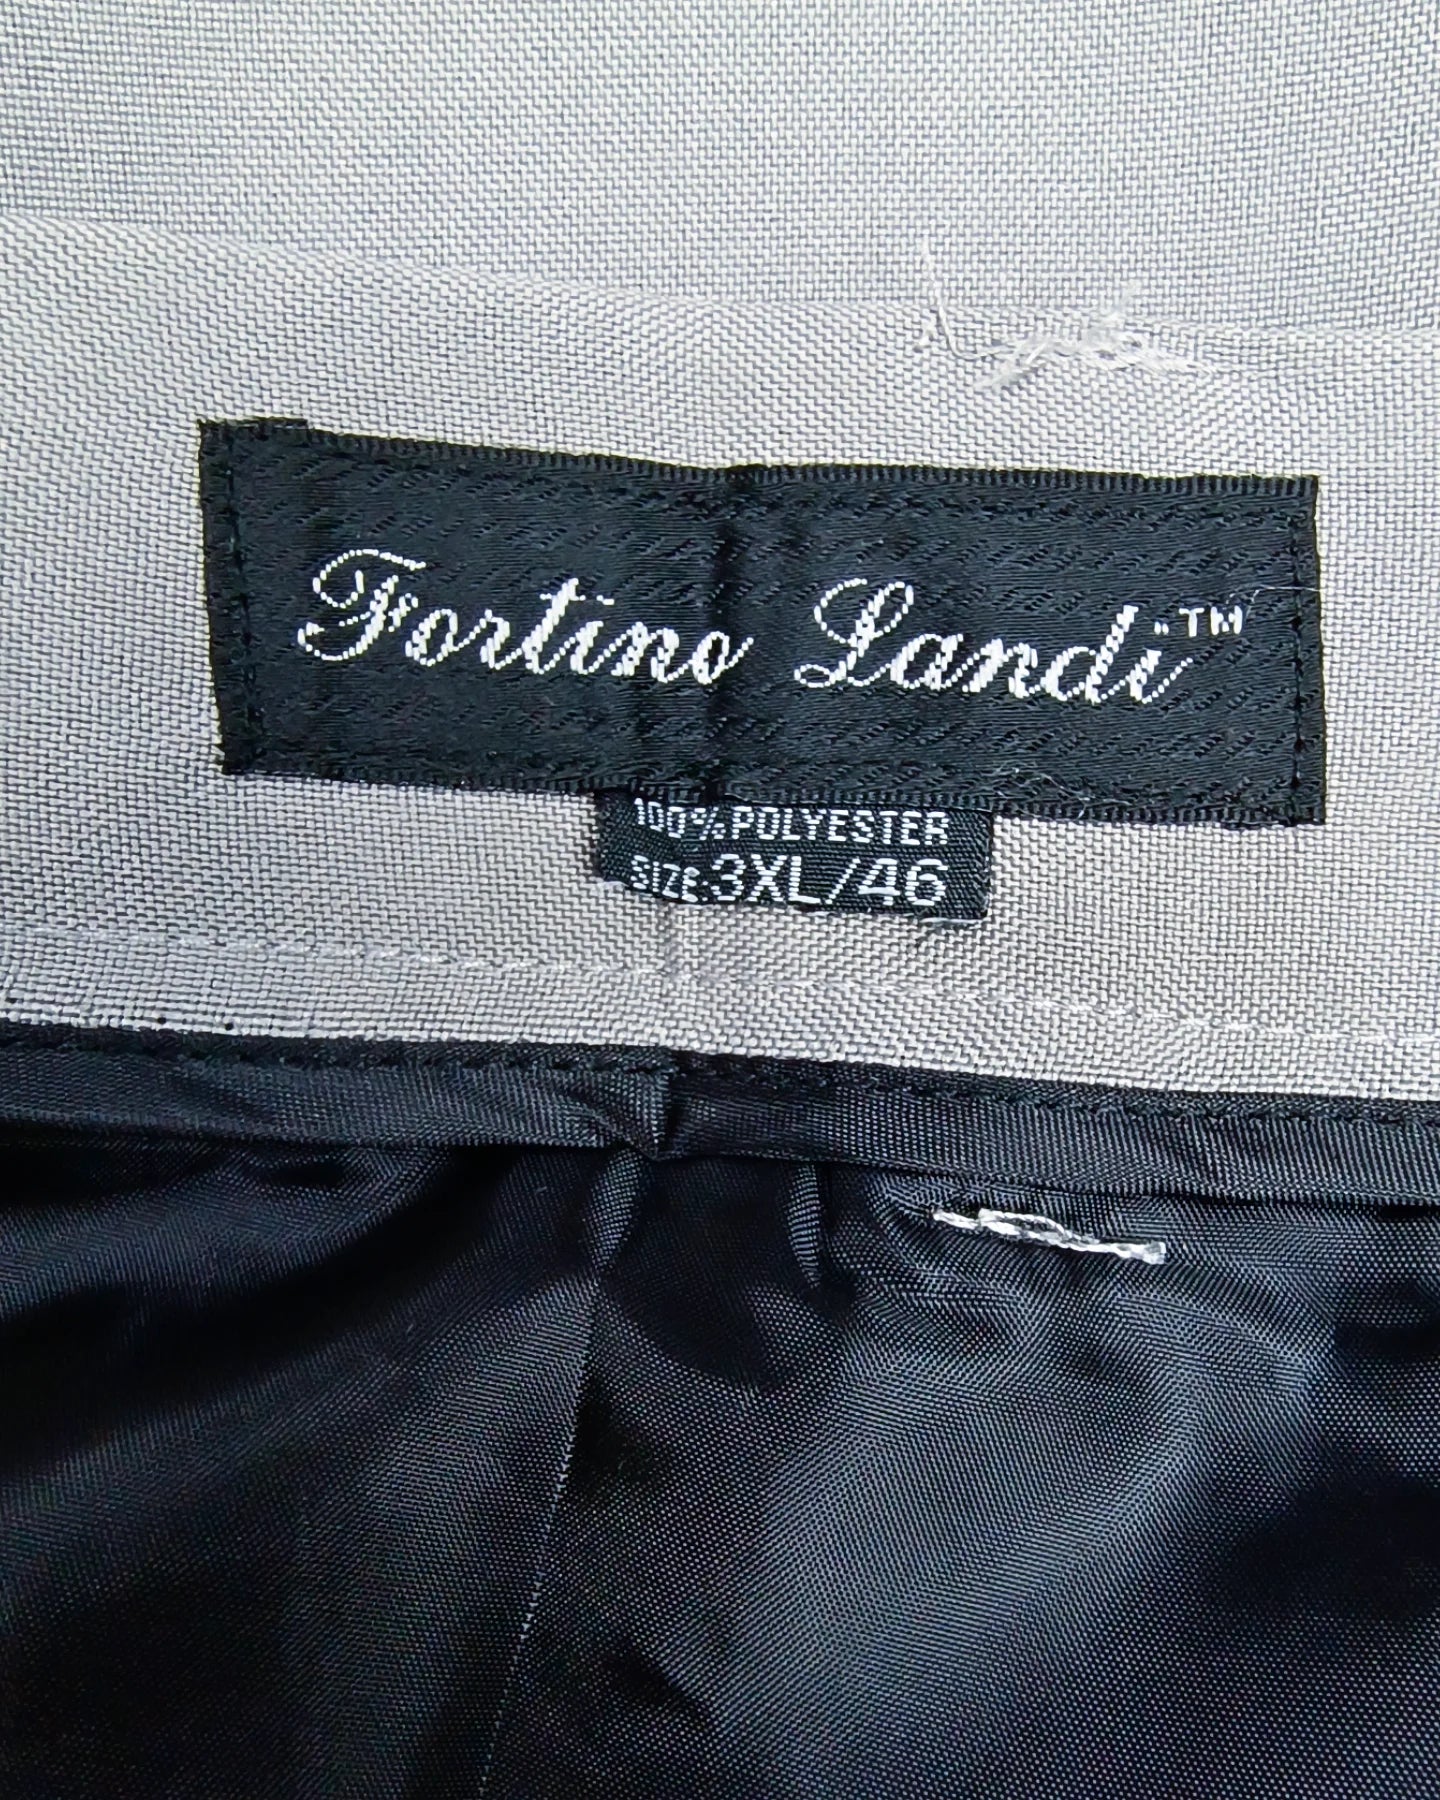 Fortino Landi™
100% POLYESTER
SIZE:3XL/46